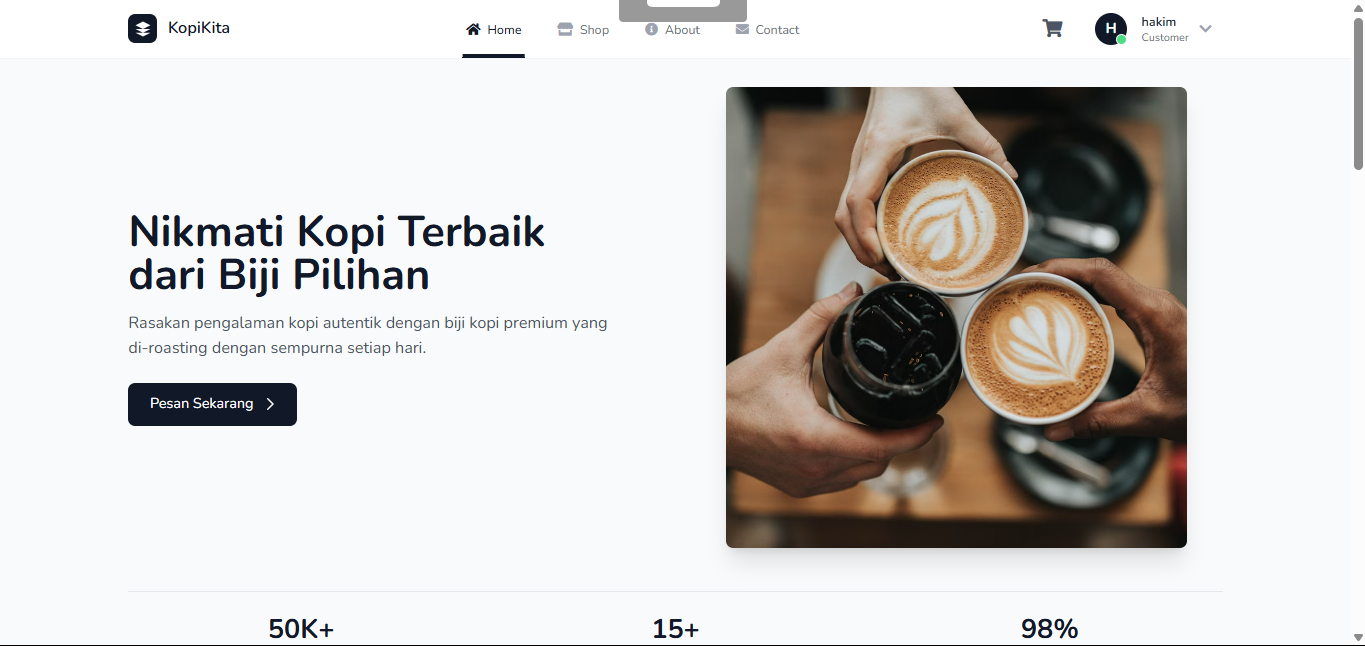 KopiKita
Home
Shop
About
Contact
H
hakim
Customer
Nikmati Kopi Terbaik
dari Biji Pilihan
Rasakan pengalaman kopi autentik dengan biji kopi premium yang
di-roasting dengan sempurna setiap hari.
Pesan Sekarang
50K+
15+
98%